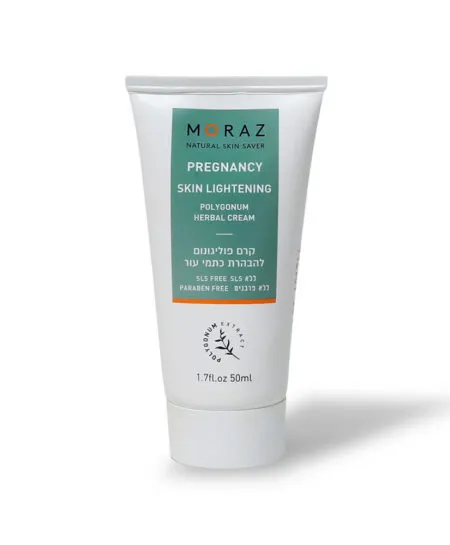 MORAZ
NATURAL SKIN SAVER
PREGNANCY
SKIN LIGHTENING
POLYGONUM
HERBAL CREAM
קרם פוליגונום
להבהרת כתמי עור
SLS FREE ללא SLS
PARABEN FREE ללא פרבנים
POLYGONUM EXTRACT
1.7fl.oz 50ml